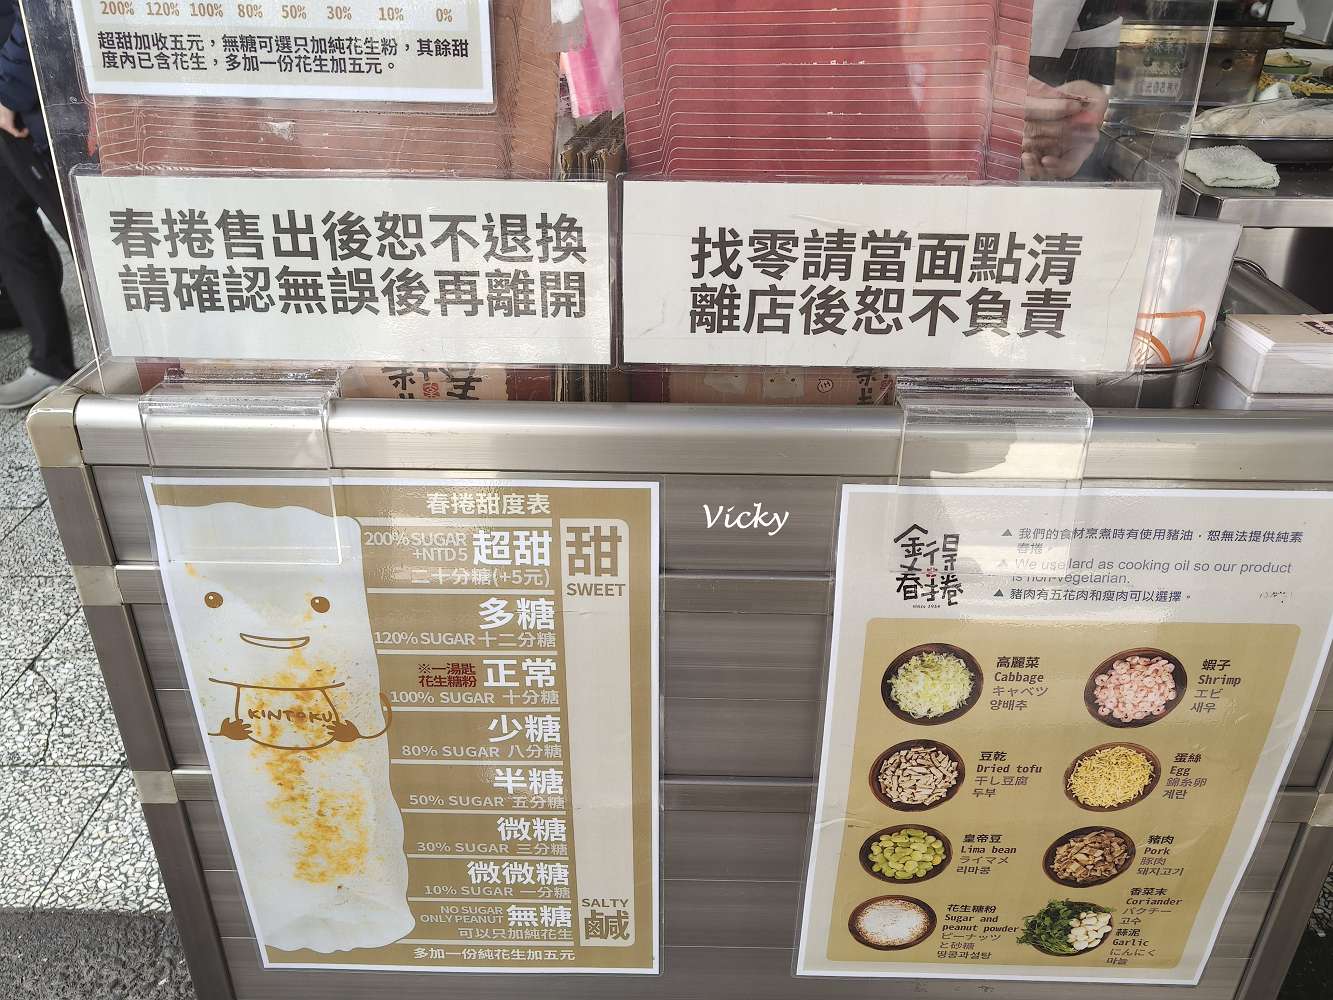 200% 120% 100% 80% 50% 30% 10% 0%
超甜加收五元，無糖可選只加純花生粉，其餘甜
度內已含花生，多加一份花生加五元。
春捲售出後恕不退換
請確認無誤後再離開
找零請當面點清
離店後恕不負責
Vicky
春捲甜度表
200% SUGAR
+NTD5
超甜
二十分糖(+5元)
多糖
120% SUGAR 十二分糖
※一湯匙
花生糖粉
正常
100% SUGAR 十分糖
少糖
80% SUGAR 八分糖
半糖
50% SUGAR 五分糖
微糖
30% SUGAR 三分糖
微微糖
10% SUGAR 一分糖
NO SUGAR
ONLY PEANUT
無糖
可以只加純花生
多加一份純花生加五元
甜
SWEET
SALTY
鹹
KINTOKU
金得
春捲
since 1956
▲ 我們的食材烹煮時有使用豬油，恕無法提供純素
春捲。
▲ We use lard as cooking oil so our product
is non-vegetarian.
▲ 豬肉有五花肉和瘦肉可以選擇。
高麗菜
Cabbage
キャベツ
양배추
蝦子
Shrimp
エビ
새우
豆乾
Dried tofu
干し豆腐
두부
蛋絲
Egg
錦糸卵
계란
皇帝豆
Lima bean
ライマメ
리마콩
豬肉
Pork
豚肉
돼지고기
花生糖粉
Sugar and
peanut powder
ピーナッツ
と砂糖
땅콩과설탕
香菜末
Coriander
パクチー
고수
蒜泥
Garlic
にんにく
마늘